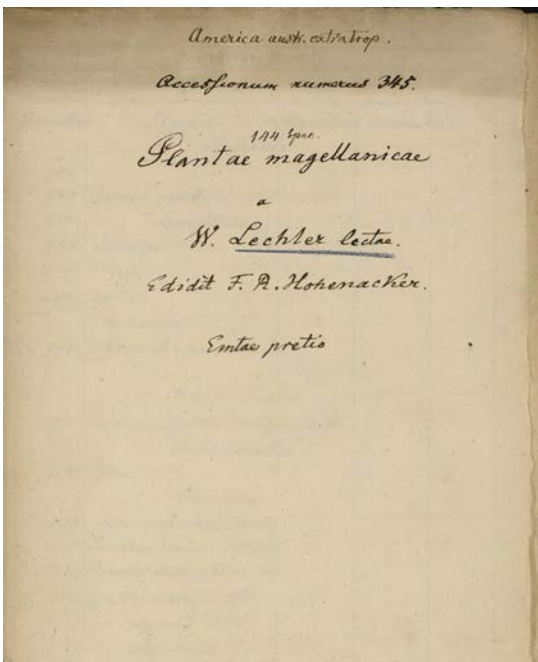 America austr. extratrop.
Accessionum numerus 345.
144 Spec.
Plantae magellanicae
a
W. Lechler lectae.
Edidit F. R. Hohenacker.
Emtae pretio